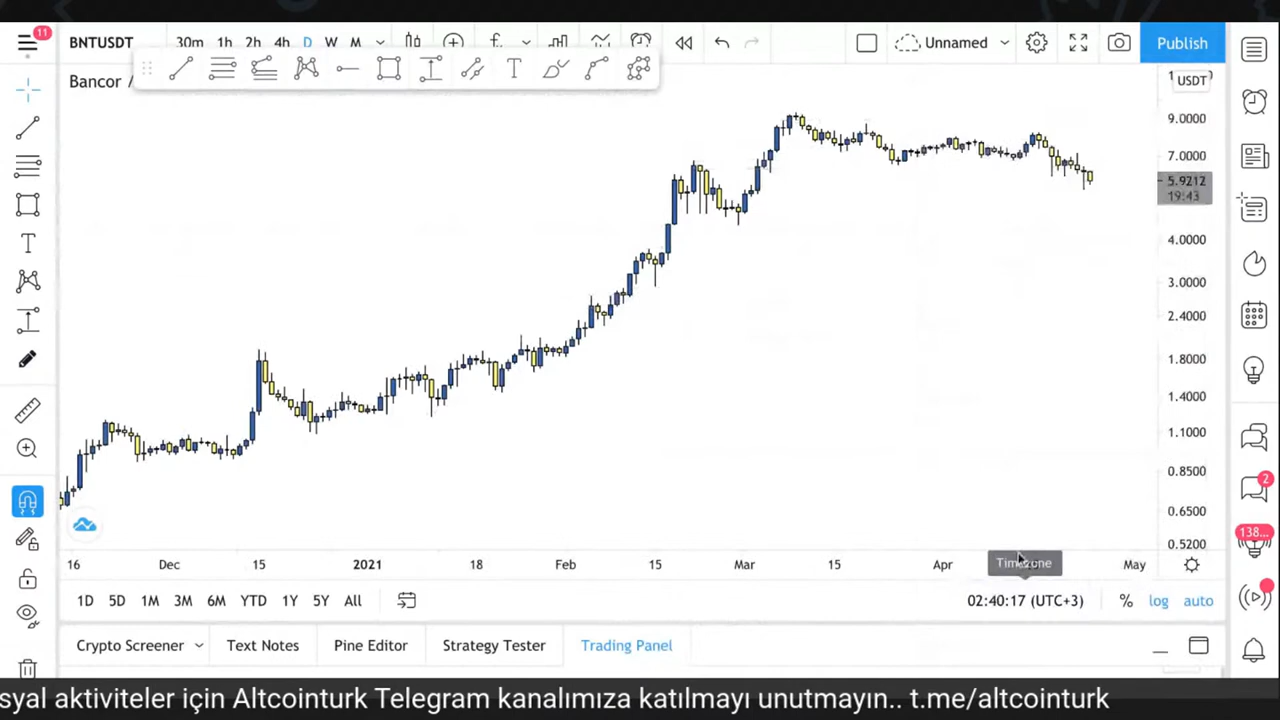 11
BNTUSDT 30m 1h 2h 4h D W M Unnamed Publish
Bancor /
USDT
9.0000
7.0000
5.9212
19:43
4.0000
3.0000
2.4000
1.8000
1.4000
1.1000
0.8500
0.6500
0.5200
2
138...
16 Dec 15 2021 18 Feb 15 Mar 15 Apr May
Timezone
1D 5D 1M 3M 6M YTD 1Y 5Y All 02:40:17 (UTC+3) % log auto
Crypto Screener Text Notes Pine Editor Strategy Tester Trading Panel
syal aktiviteler için Altcointurk Telegram kanalımıza katılmayı unutmayın.. t.me/altcointurk